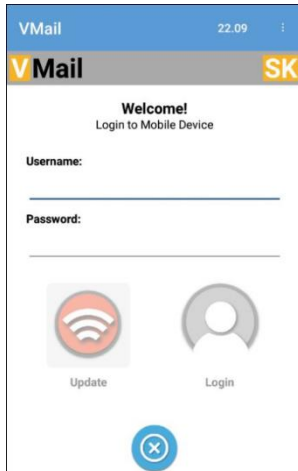 VMail 22.09
VMail SK
Welcome!
Login to Mobile Device
Username:
Password:
Update Login